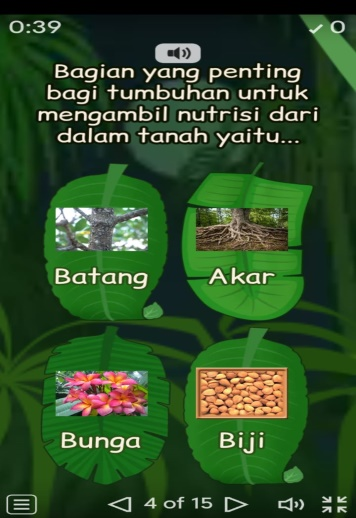 0:39
✓ 0
Bagian yang penting
bagi tumbuhan untuk
mengambil nutrisi dari
dalam tanah yaitu...
Batang
Akar
Bunga
Biji
4 of 15